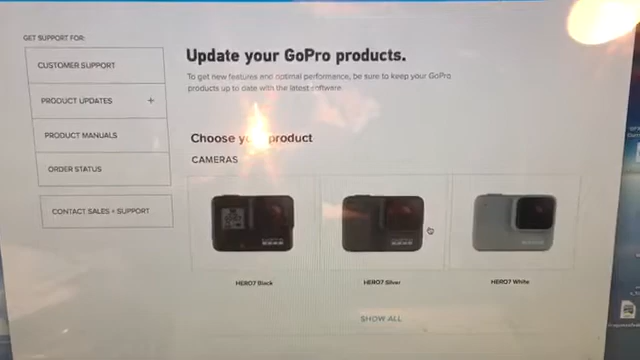 GET SUPPORT FOR:
CUSTOMER SUPPORT
PRODUCT UPDATES +
PRODUCT MANUALS
ORDER STATUS
CONTACT SALES + SUPPORT
Update your GoPro products.
To get new features and optimal performance, be sure to keep your GoPro
products up to date with the latest software.
Choose product
CAMERAS
HERO7 Black
HERO7 Silver
HERO7 White
SHOW ALL